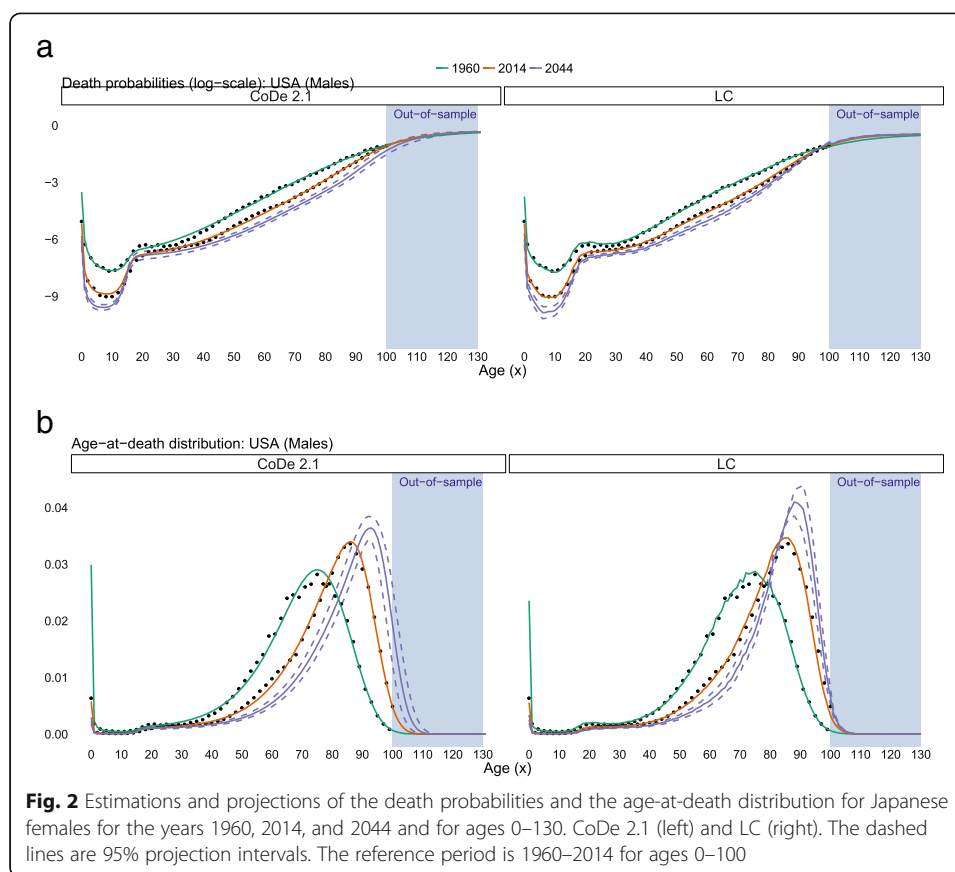 a
1960 2014 2044
Death probabilities (log−scale): USA (Males)
CoDe 2.1 LC
Out−of−sample Out−of−sample
0
−3
−6
−9
0 10 20 30 40 50 60 70 80 90 100 110 120 130 0 10 20 30 40 50 60 70 80 90 100 110 120 130
Age (x)
b
Age−at−death distribution: USA (Males)
CoDe 2.1 LC
Out−of−sample Out−of−sample
0.04
0.03
0.02
0.01
0.00
0 10 20 30 40 50 60 70 80 90 100 110 120 130 0 10 20 30 40 50 60 70 80 90 100 110 120 130
Age (x)
Fig. 2 Estimations and projections of the death probabilities and the age-at-death distribution for Japanese
females for the years 1960, 2014, and 2044 and for ages 0–130. CoDe 2.1 (left) and LC (right). The dashed
lines are 95% projection intervals. The reference period is 1960–2014 for ages 0–100